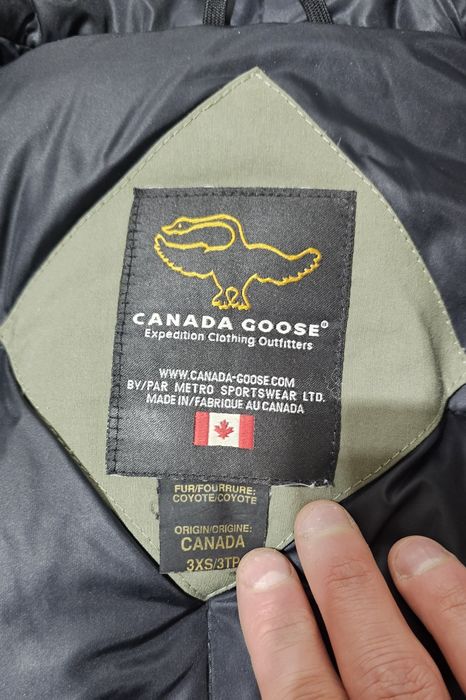 CANADA GOOSE®
Expedition Clothing Outfitters
WWW.CANADA-GOOSE.COM
BY/PAR METRO SPORTSWEAR LTD.
MADE IN/FABRIQUE AU CANADA
FUR/FOURRURE:
COYOTE/COYOTE
ORIGIN/ORIGINE:
CANADA
3XS/3TP